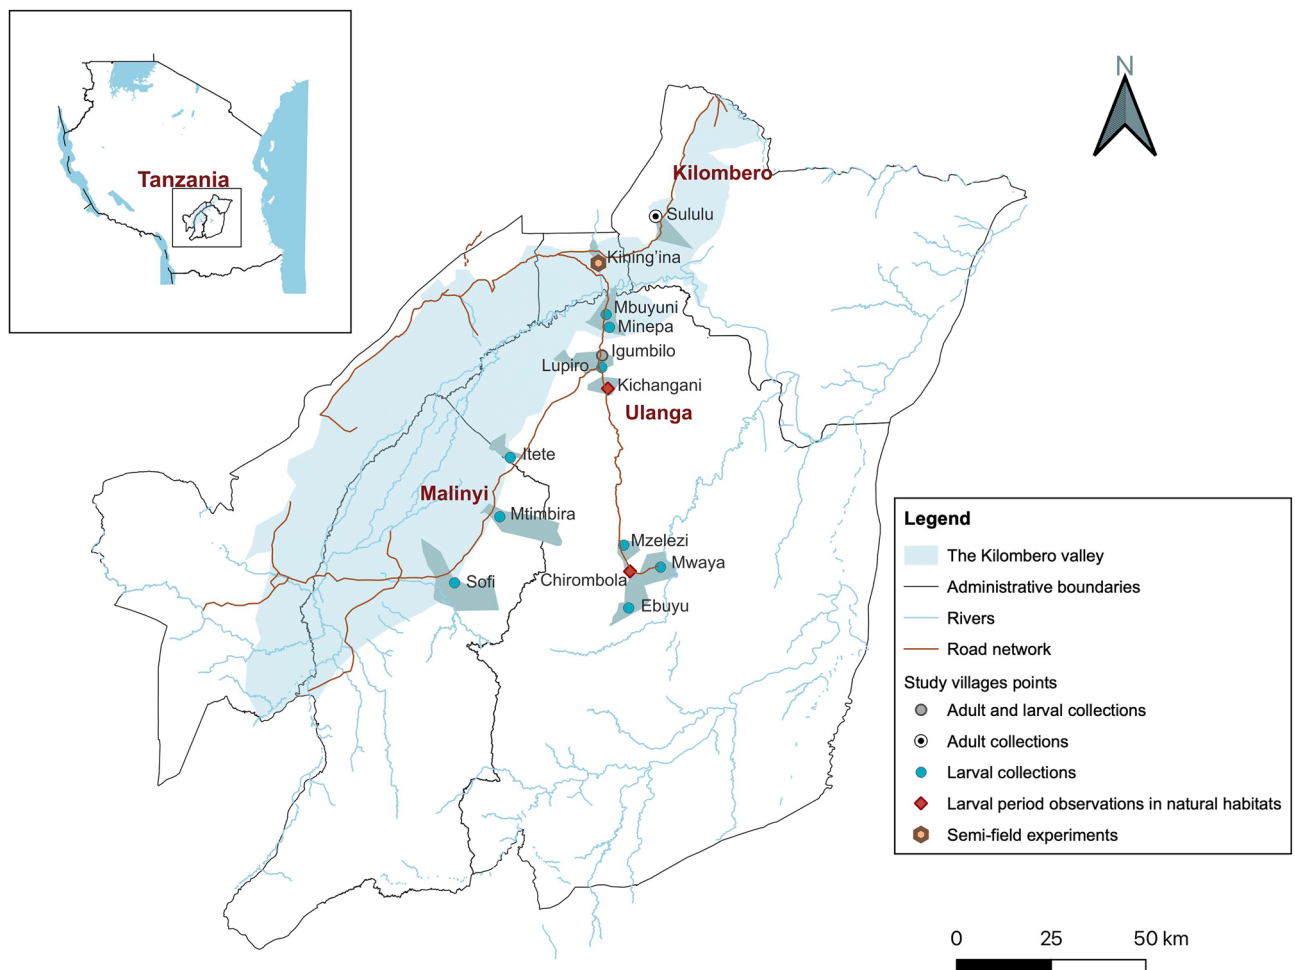 N
Tanzania
Kilombero
Sululu
Kining'ina
Mbuyuni
Minepa
Igumbilo
Lupiro
Kichangani
Ulanga
Itete
Malinyi
Mtimbira
Mzelezi
Mwaya
Chirombola
Sofi
Ebuyu
Legend
The Kilombero valley
Administrative boundaries
Rivers
Road network
Study villages points
Adult and larval collections
Adult collections
Larval collections
Larval period observations in natural habitats
Semi-field experiments
0 25 50 km